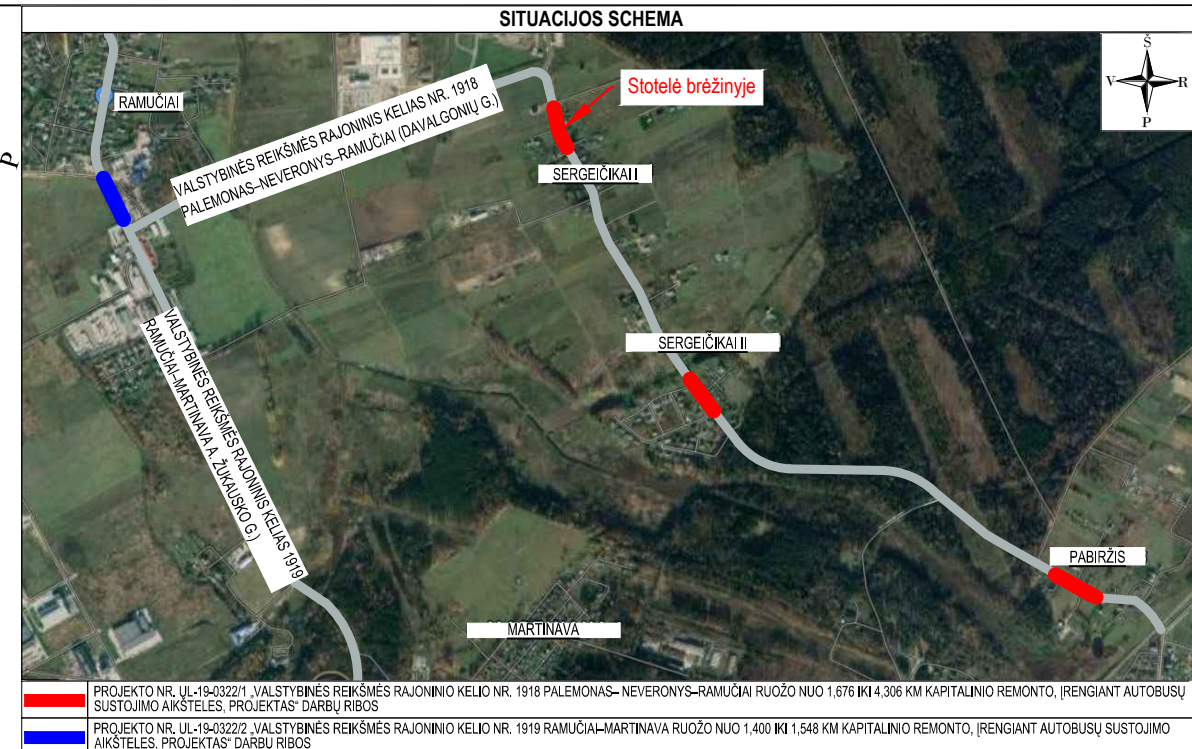 SITUACIJOS SCHEMA
P
Š
V
R
P
RAMUČIAI
Stotelė brėžinyje
VALSTYBINĖS REIKŠMĖS RAJONINIS KELIAS NR. 1918
PALEMONAS–NEVERONYS–RAMUČIAI (DAVALGONIŲ G.)
SERGEIČIKAI I
SERGEIČIKAI II
VALSTYBINĖS REIKŠMĖS RAJONINIS KELIAS 1919
RAMUČIAI–MARTINAVA A. ŽUKAUSKO G.)
PABIRŽIS
MARTINAVA
PROJEKTO NR. UL-19-0322/1 „VALSTYBINĖS REIKŠMĖS RAJONINIO KELIO NR. 1918 PALEMONAS– NEVERONYS–RAMUČIAI RUOŽO NUO 1,676 IKI 4,306 KM KAPITALINIO REMONTO, ĮRENGIANT AUTOBUSŲ
SUSTOJIMO AIKŠTELES, PROJEKTAS“ DARBŲ RIBOS
PROJEKTO NR. UL-19-0322/2 „VALSTYBINĖS REIKŠMĖS RAJONINIO KELIO NR. 1919 RAMUČIAI–MARTINAVA RUOŽO NUO 1,400 IKI 1,548 KM KAPITALINIO REMONTO, ĮRENGIANT AUTOBUSŲ SUSTOJIMO
AIKŠTELES, PROJEKTAS“ DARBŲ RIBOS